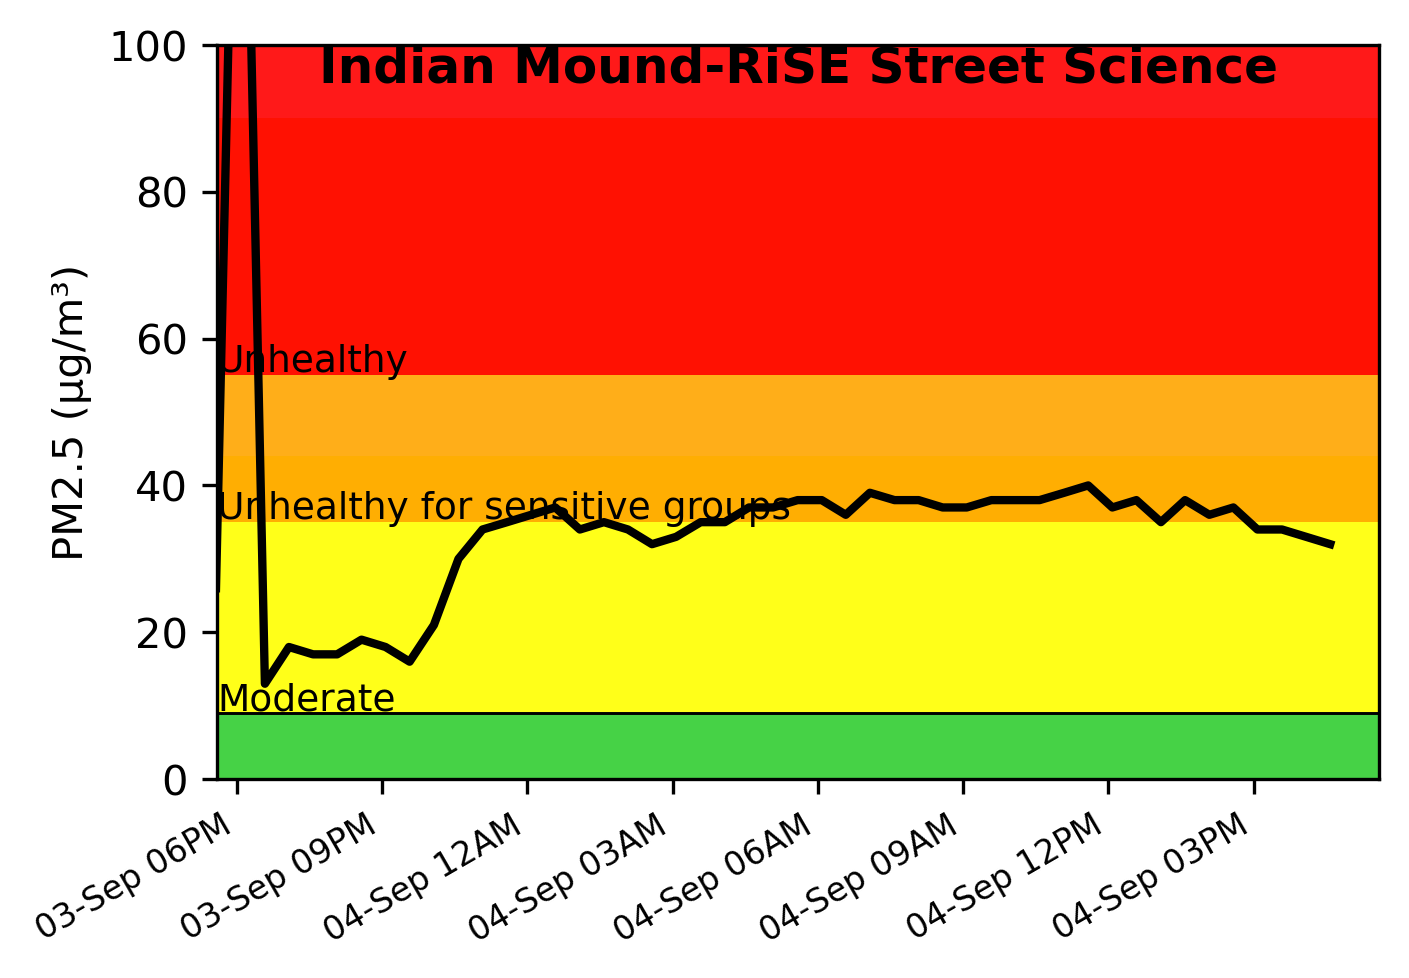 Indian Mound-RiSE Street Science
100
80
60
40
20
0
PM2.5 (µg/m³)
Unhealthy
Unhealthy for sensitive groups
Moderate
03-Sep 06PM
03-Sep 09PM
04-Sep 12AM
04-Sep 03AM
04-Sep 06AM
04-Sep 09AM
04-Sep 12PM
04-Sep 03PM